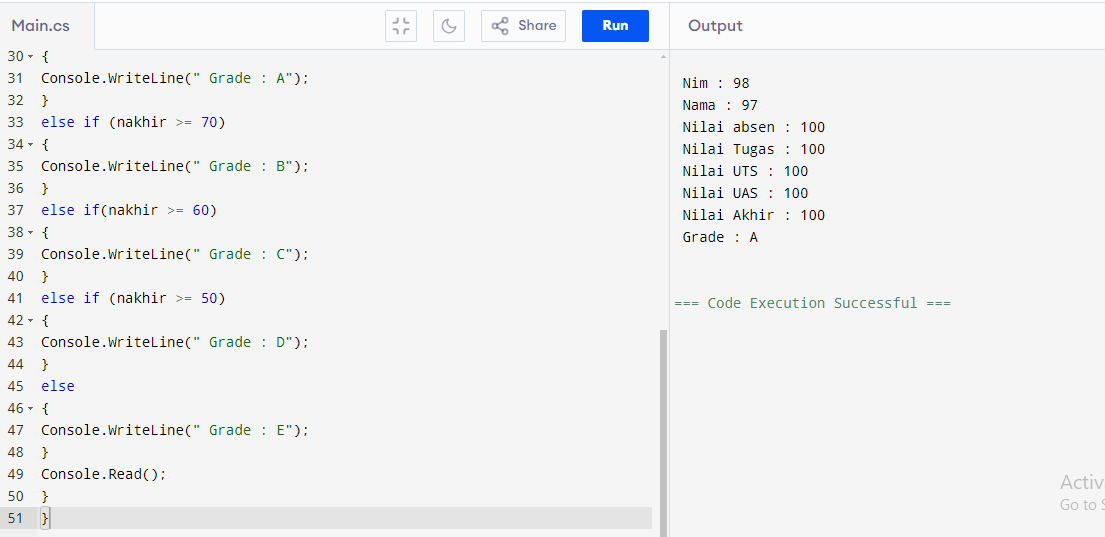 Main.cs
Share
Run
Output
30 {
31 Console.WriteLine(" Grade : A");
32 }
33 else if (nakhir >= 70)
34 {
35 Console.WriteLine(" Grade : B");
36 }
37 else if(nakhir >= 60)
38 {
39 Console.WriteLine(" Grade : C");
40 }
41 else if (nakhir >= 50)
42 {
43 Console.WriteLine(" Grade : D");
44 }
45 else
46 {
47 Console.WriteLine(" Grade : E");
48 }
49 Console.Read();
50 }
51 }
Nim : 98
Nama : 97
Nilai absen : 100
Nilai Tugas : 100
Nilai UTS : 100
Nilai UAS : 100
Nilai Akhir : 100
Grade : A
=== Code Execution Successful ===
Activ
Go to S